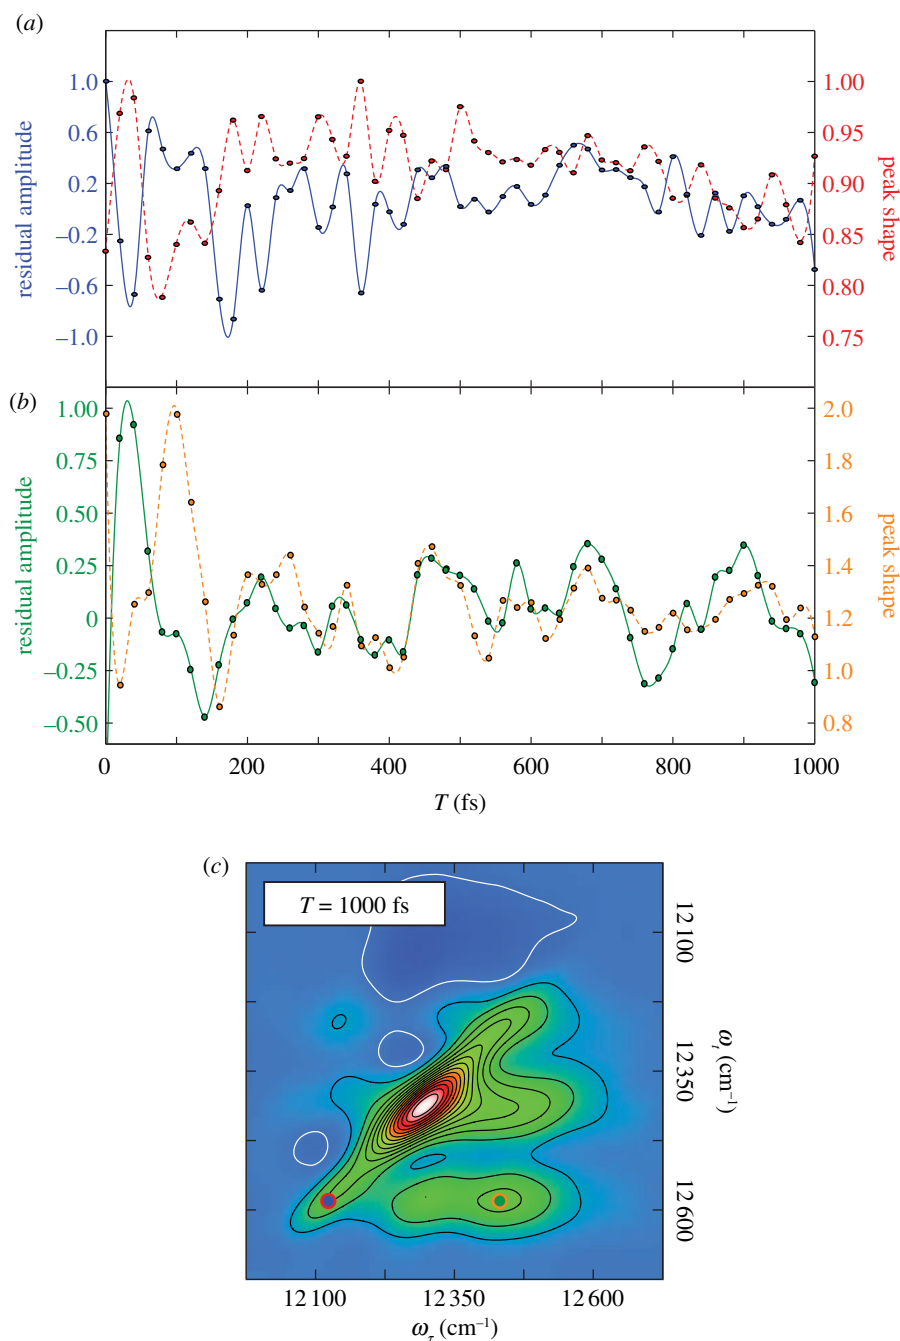 (a)
1.0
0.6
0.2
–0.2
–0.6
–1.0
residual amplitude
1.00
0.95
0.90
0.85
0.80
0.75
peak shape
(b)
1.00
0.75
0.50
0.25
0
–0.25
–0.50
residual amplitude
2.0
1.8
1.6
1.4
1.2
1.0
0.8
peak shape
0 200 400 600 800 1000
T (fs)
(c)
T = 1000 fs
12 100
12 350
12 600
ωt (cm–1)
12 100 12 350 12 600
ωτ (cm–1)